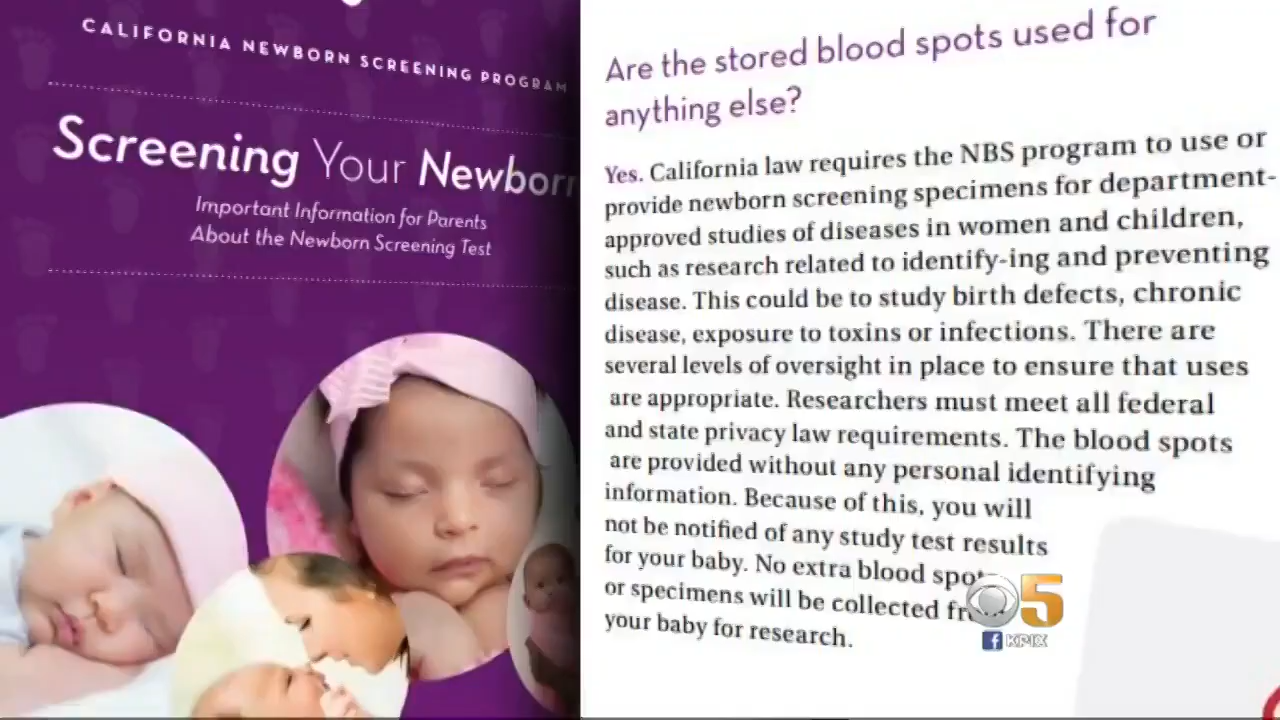 CALIFORNIA NEWBORN SCREENING PROGRAM
Screening Your Newborn
Important Information for Parents
About the Newborn Screening Test
Are the stored blood spots used for
anything else?
Yes. California law requires the NBS program to use or
provide newborn screening specimens for department-
approved studies of diseases in women and children,
such as research related to identify-ing and preventing
disease. This could be to study birth defects, chronic
disease, exposure to toxins or infections. There are
several levels of oversight in place to ensure that uses
are appropriate. Researchers must meet all federal
and state privacy law requirements. The blood spots
are provided without any personal identifying
information. Because of this, you will
not be notified of any study test results
for your baby. No extra blood spot
or specimens will be collected fr
your baby for research.
5
f KPIX